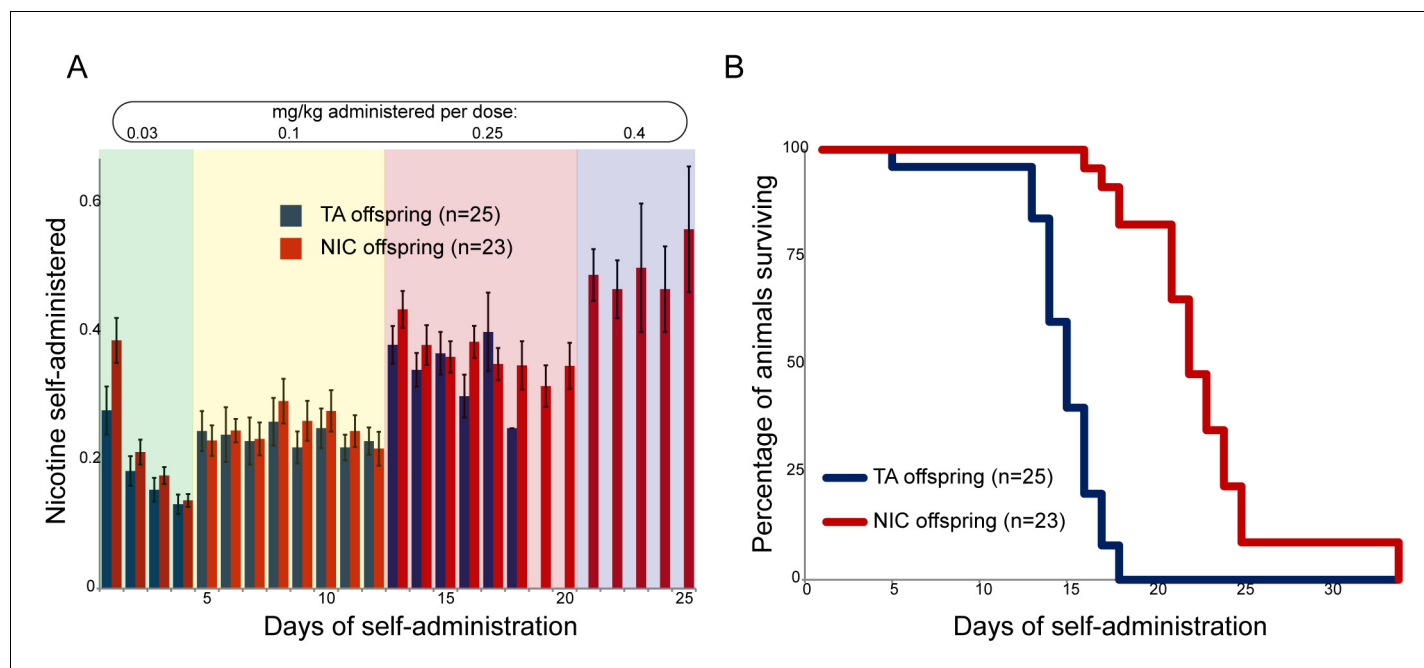 A
mg/kg administered per dose:
0.03 0.1 0.25 0.4
Nicotine self-administered
0.6
0.4
0.2
0
TA offspring (n=25)
NIC offspring (n=23)
5 10 15 20 25
Days of self-administration
B
Percentage of animals surviving
100
75
50
25
0
TA offspring (n=25)
NIC offspring (n=23)
0 5 10 15 20 25 30
Days of self-administration